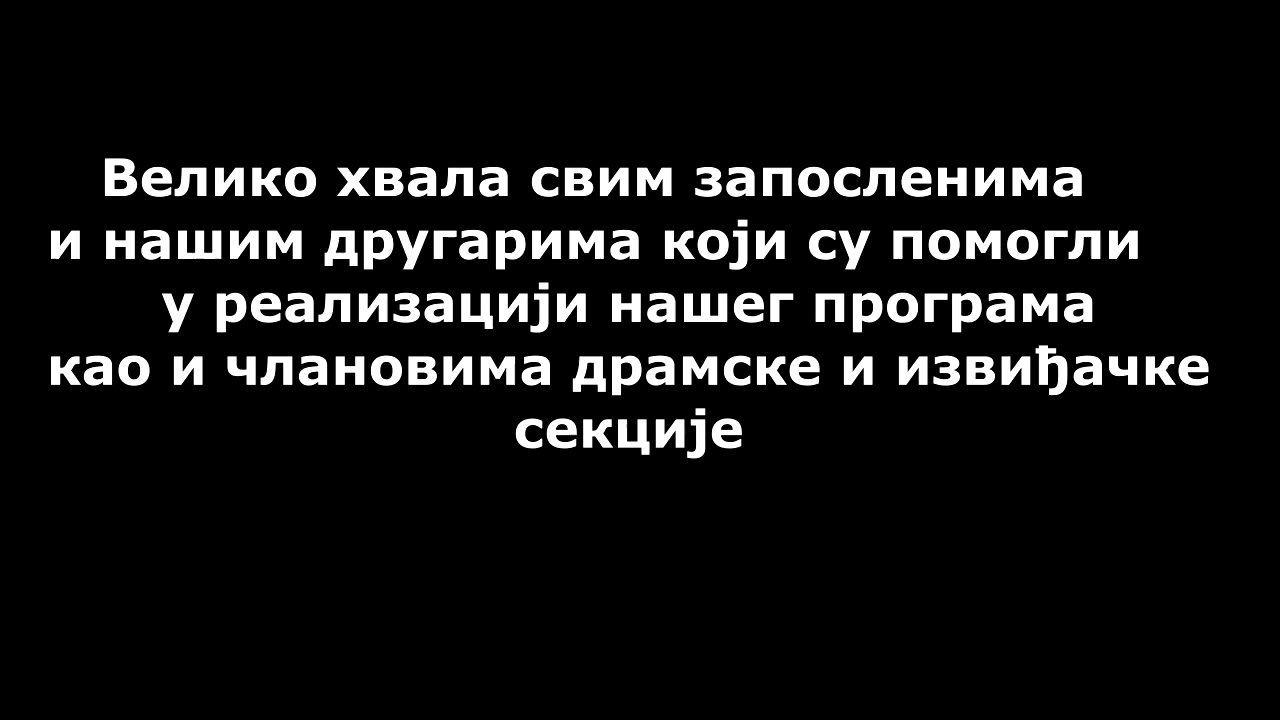 Велико хвала свим запосленима
и нашим другарима који су помогли
у реализацији нашег програма
као и члановима драмске и извиђачке
секције